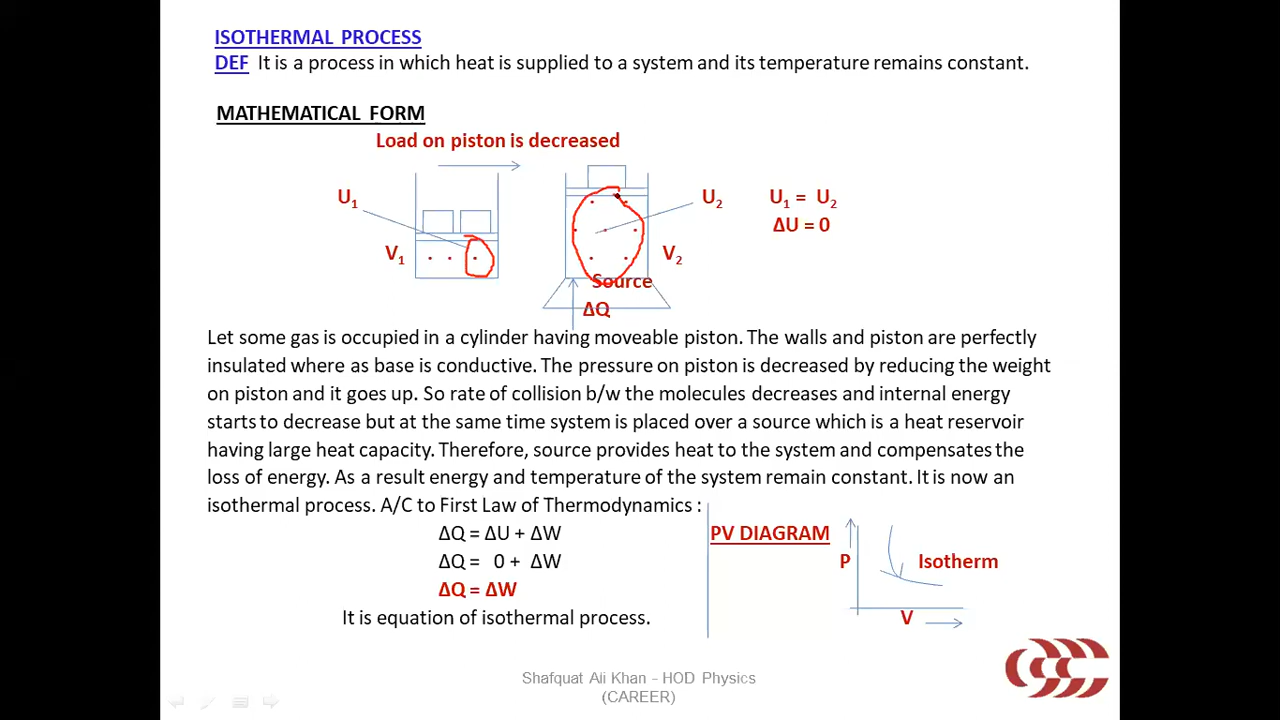 ISOTHERMAL PROCESS
DEF It is a process in which heat is supplied to a system and its temperature remains constant.
MATHEMATICAL FORM
Load on piston is decreased
U₁ U₂ U₁ = U₂
ΔU = 0
V₁ V₂
Source
ΔQ
Let some gas is occupied in a cylinder having moveable piston. The walls and piston are perfectly
insulated where as base is conductive. The pressure on piston is decreased by reducing the weight
on piston and it goes up. So rate of collision b/w the molecules decreases and internal energy
starts to decrease but at the same time system is placed over a source which is a heat reservoir
having large heat capacity. Therefore, source provides heat to the system and compensates the
loss of energy. As a result energy and temperature of the system remain constant. It is now an
isothermal process. A/C to First Law of Thermodynamics :
ΔQ = ΔU + ΔW
ΔQ = 0 + ΔW
ΔQ = ΔW
It is equation of isothermal process.
PV DIAGRAM
P Isotherm
V
Shafquat Ali Khan - HOD Physics
(CAREER)